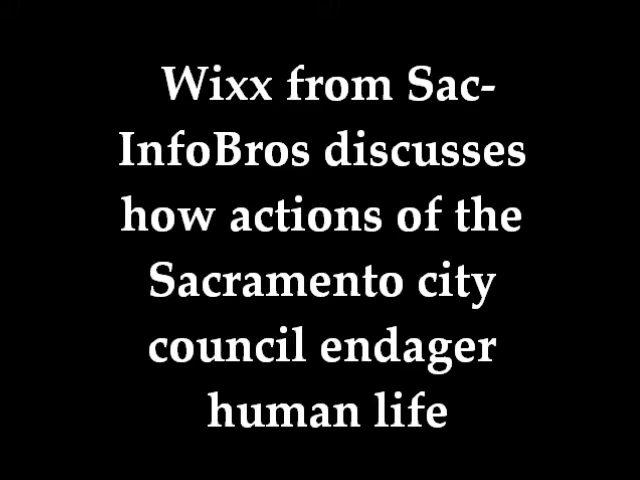 Wixx from Sac-
InfoBros discusses
how actions of the
Sacramento city
council endager
human life